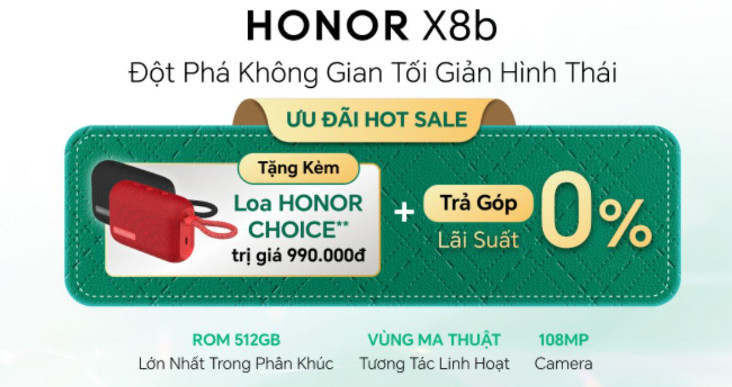 HONOR X8b
Đột Phá Không Gian Tối Giản Hình Thái
ƯU ĐÃI HOT SALE
Tặng Kèm
Loa HONOR
CHOICE**
trị giá 990.000đ
+
Trả Góp
Lãi Suất
0%
ROM 512GB
Lớn Nhất Trong Phân Khúc
VÙNG MA THUẬT
Tương Tác Linh Hoạt
108MP
Camera